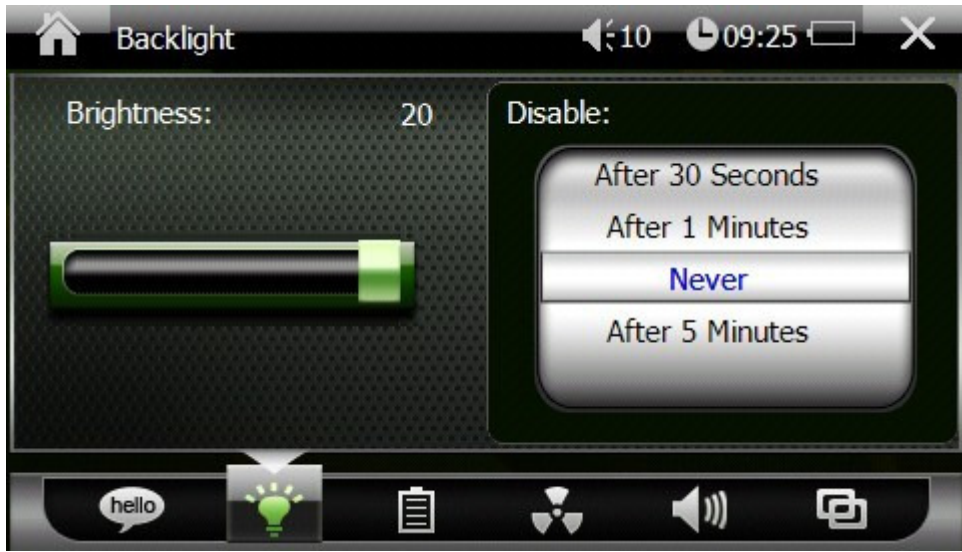 Backlight 10 09:25
Brightness: 20
Disable:
After 30 Seconds
After 1 Minutes
Never
After 5 Minutes
hello